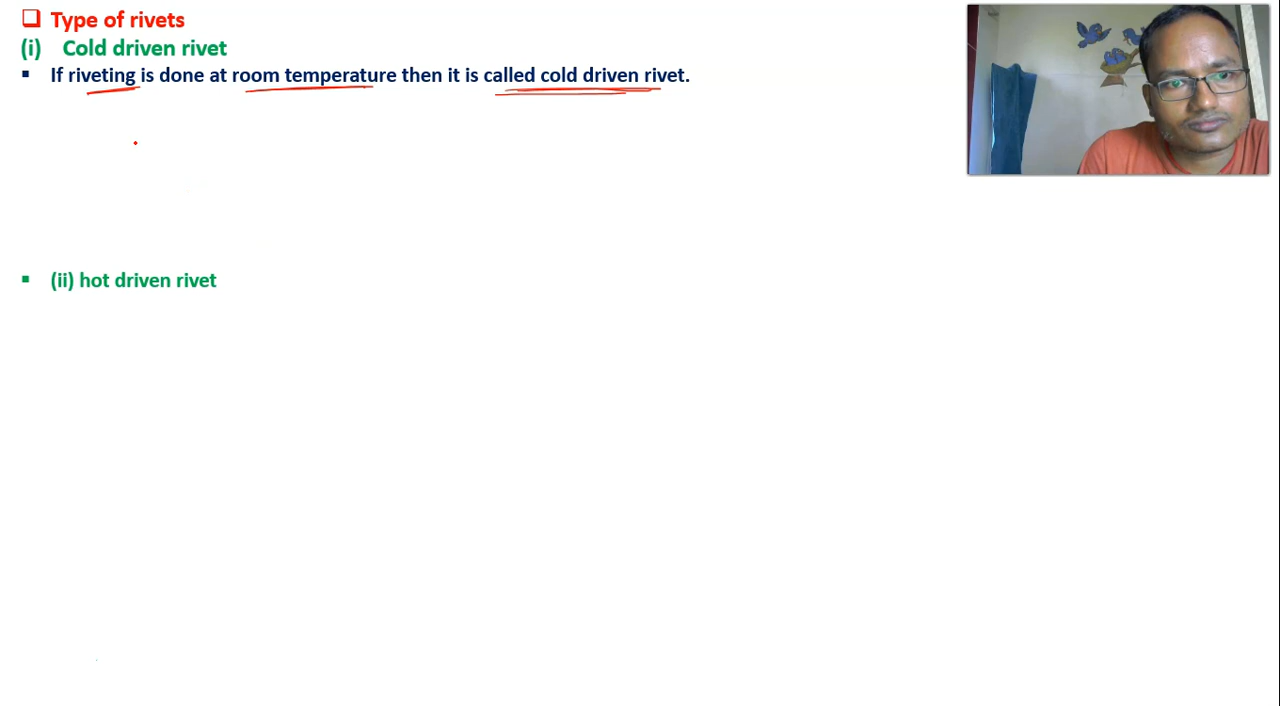 Type of rivets
(i) Cold driven rivet
▪ If riveting is done at room temperature then it is called cold driven rivet.
▪ (ii) hot driven rivet